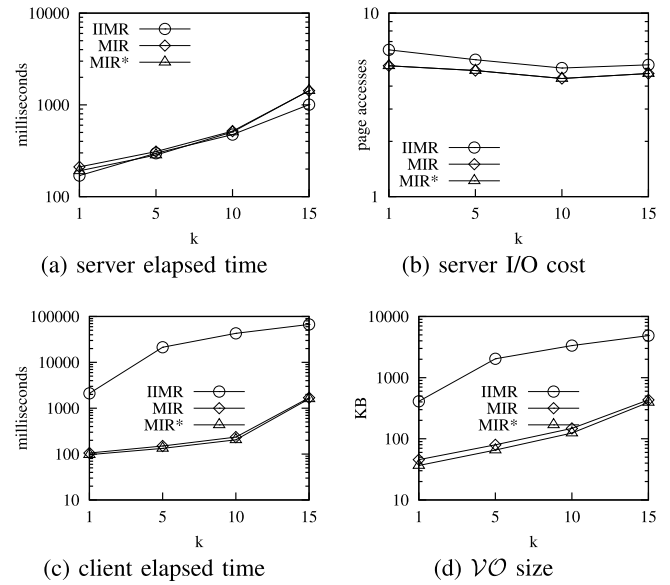 10000
1000
100
milliseconds
IIMR
MIR
MIR*
1 5 10 15
k
(a) server elapsed time
10
1
page accesses
IIMR
MIR
MIR*
1 5 10 15
k
(b) server I/O cost
100000
10000
1000
100
10
milliseconds
IIMR
MIR
MIR*
1 5 10 15
k
(c) client elapsed time
10000
1000
100
10
KB
IIMR
MIR
MIR*
1 5 10 15
k
(d) VO size